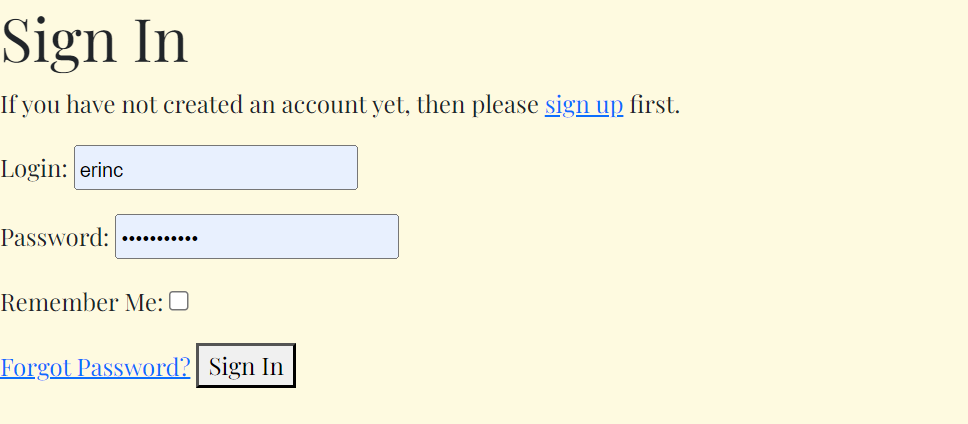 Sign In
If you have not created an account yet, then please sign up first.
Login: erinc
Password: •••••••••••
Remember Me:
Forgot Password? Sign In